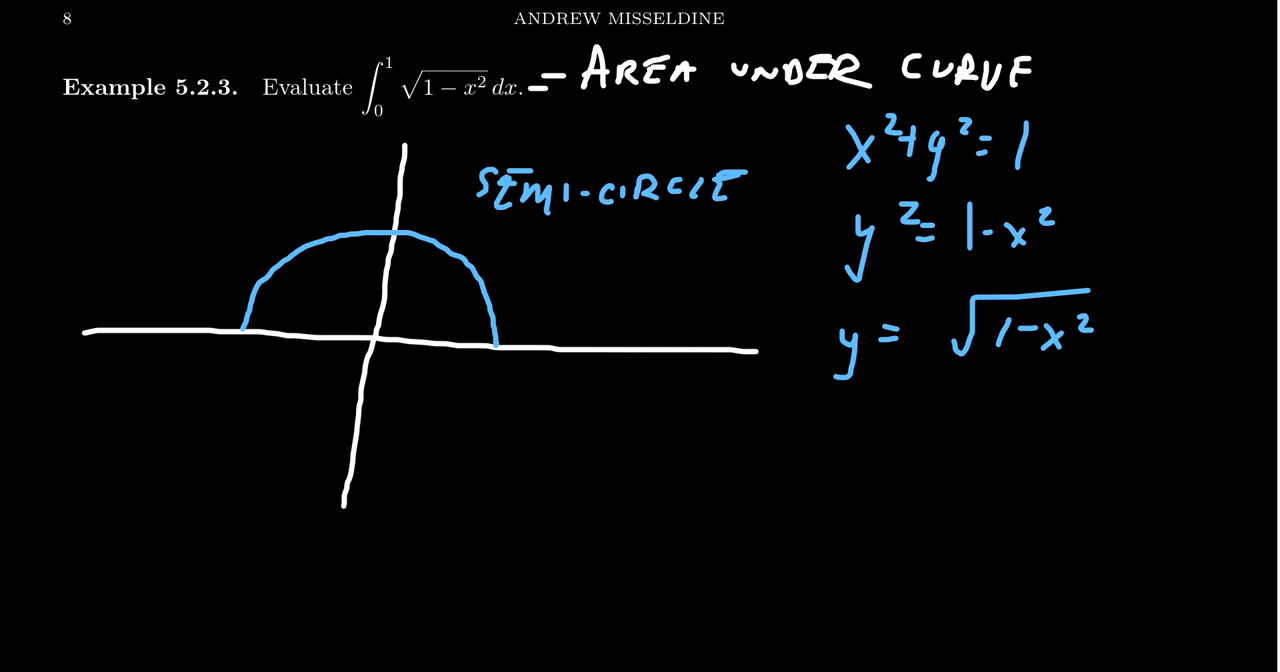 8 ANDREW MISSELDINE
Example 5.2.3. Evaluate ∫₀¹ √(1 − x²) dx. = AREA UNDER CURVE
x² + y² = 1
SEMI-CIRCLE
y² = 1 - x²
y = √(1 - x²)